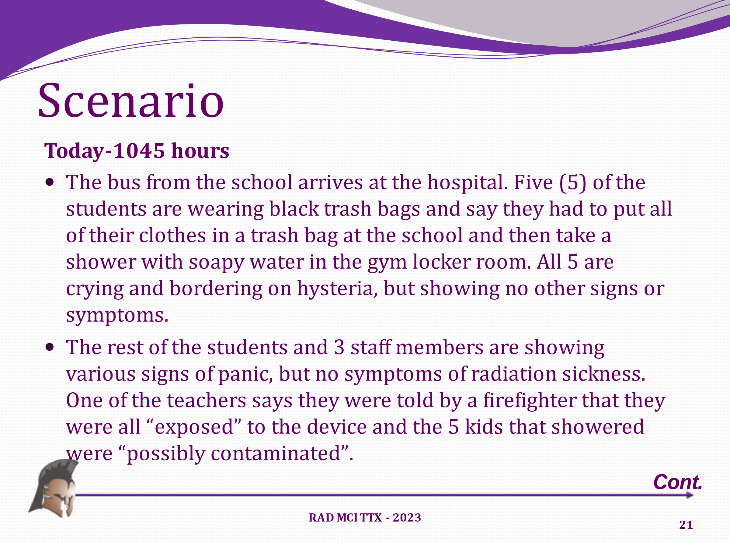 Scenario
Today-1045 hours
• The bus from the school arrives at the hospital. Five (5) of the
students are wearing black trash bags and say they had to put all
of their clothes in a trash bag at the school and then take a
shower with soapy water in the gym locker room. All 5 are
crying and bordering on hysteria, but showing no other signs or
symptoms.
• The rest of the students and 3 staff members are showing
various signs of panic, but no symptoms of radiation sickness.
One of the teachers says they were told by a firefighter that they
were all “exposed” to the device and the 5 kids that showered
were “possibly contaminated”.
Cont.
RAD MCI TTX - 2023
21